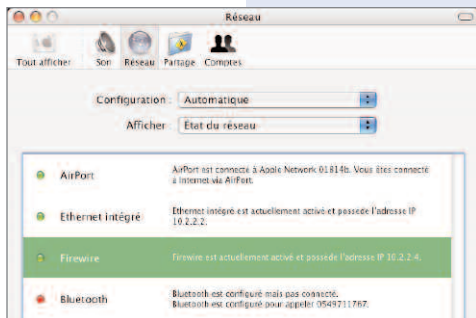 Réseau
Tout afficher Son Réseau Partage Comptes
Configuration : Automatique
Afficher État du réseau
AirPort
AirPort est connecté à Apple Network 01814b. Vous êtes connecté
à Internet via AirPort.
Ethernet intégré
Ethernet intégré est actuellement activé et possède l'adresse IP
10.2.2.2.
Firewire
Firewire est actuellement activé et possède l'adresse IP 10.2.2.4.
Bluetooth
Bluetooth est configuré mais pas connecté.
Bluetooth est configuré pour appeler 0549711767.